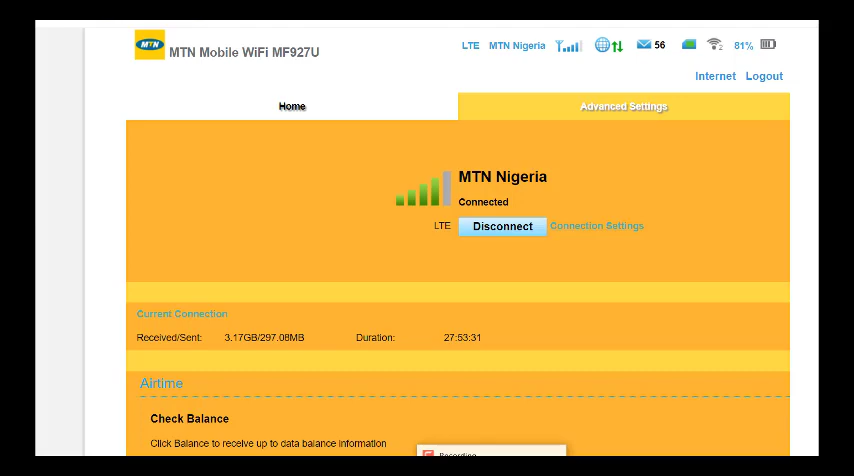 MTN
MTN Mobile WiFi MF927U
LTE MTN Nigeria 56 2 81%
Internet Logout
Home Advanced Settings
MTN Nigeria
Connected
LTE Disconnect Connection Settings
Current Connection
Received/Sent: 3.17GB/297.08MB Duration: 27:53:31
Airtime
Check Balance
Click Balance to receive up to data balance information
Recording